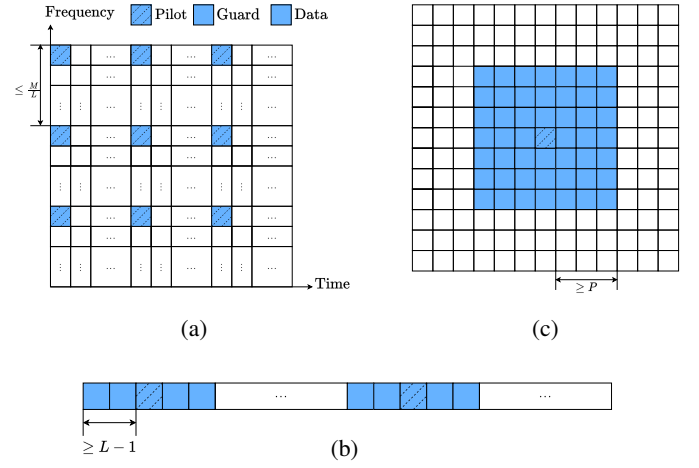 Frequency
Pilot Guard Data
... ... ...
... ... ...
⋮ ⋮ ... ⋮ ⋮ ... ⋮ ⋮ ...
≤ M/L
... ... ...
... ... ...
⋮ ⋮ ... ⋮ ⋮ ... ⋮ ⋮ ...
... ... ...
... ... ...
⋮ ⋮ ... ⋮ ⋮ ... ⋮ ⋮ ...
Time
≥ P
(a)
(c)
... ...
≥ L − 1
(b)